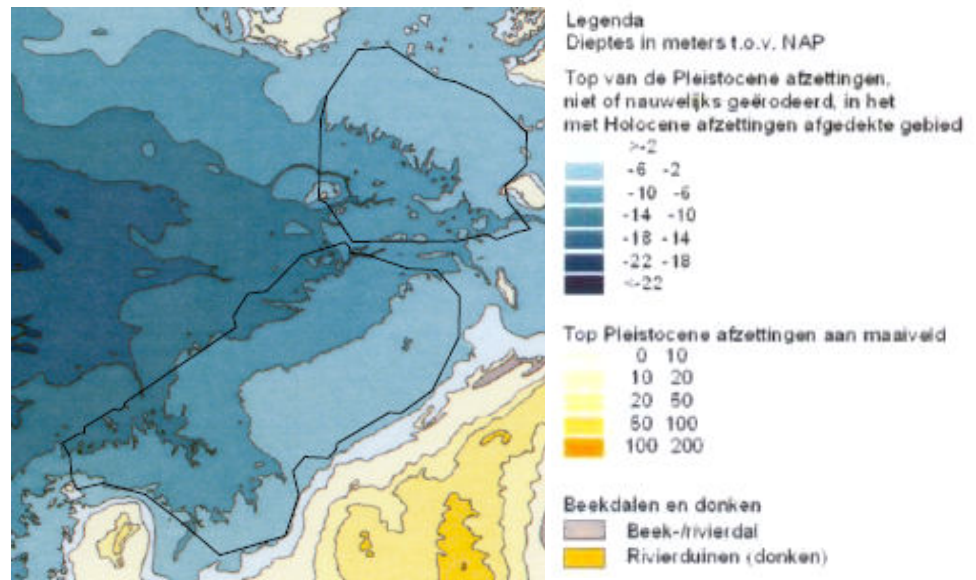 Legenda
Dieptes in meters t.o.v. NAP
Top van de Pleistocene afzettingen,
niet of nauwelijks geërodeerd, in het
met Holocene afzettingen afgedekte gebied
>-2
-6 -2
-10 -6
-14 -10
-18 -14
-22 -18
<-22
Top Pleistocene afzettingen aan maaiveld
0 10
10 20
20 50
50 100
100 200
Beekdalen en donken
Beek-/rivierdal
Rivierduinen (donken)